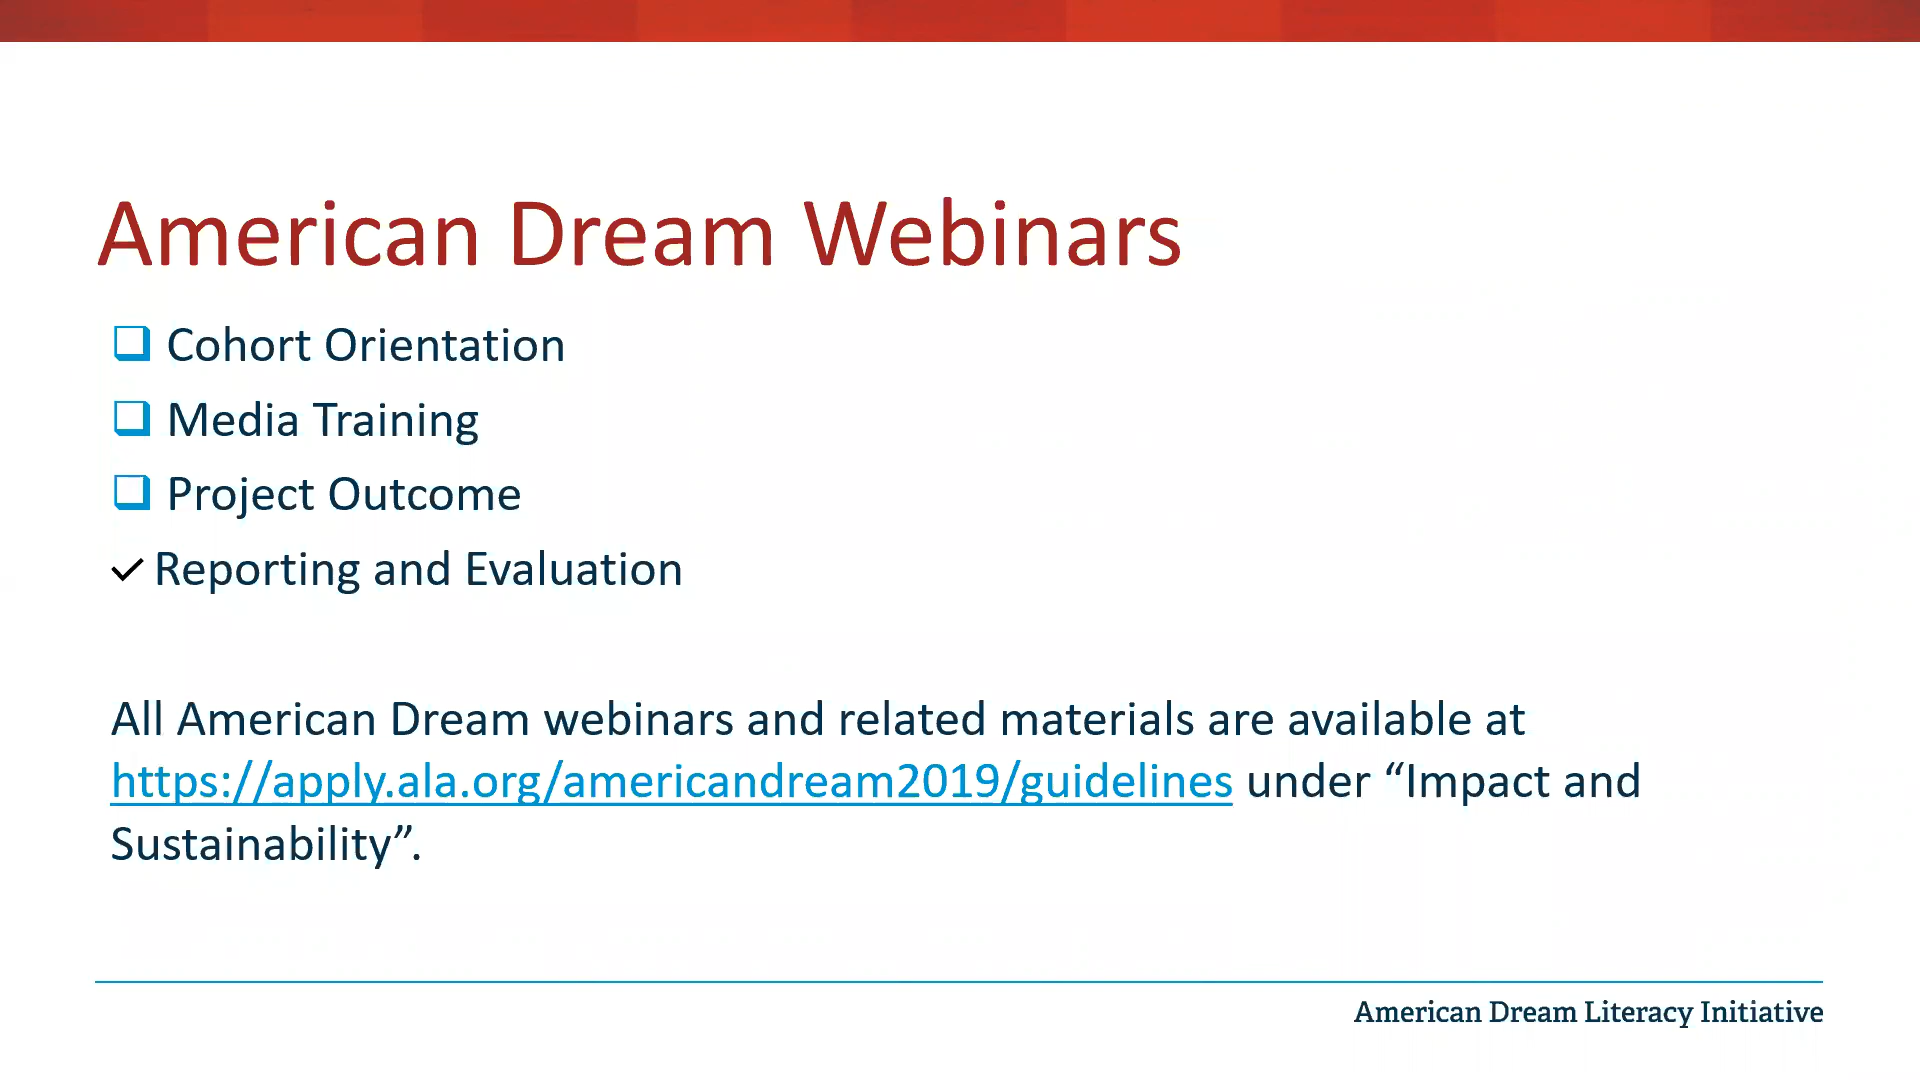 American Dream Webinars
❑ Cohort Orientation
❑ Media Training
❑ Project Outcome
✓ Reporting and Evaluation
All American Dream webinars and related materials are available at
https://apply.ala.org/americandream2019/guidelines under “Impact and
Sustainability”.
American Dream Literacy Initiative